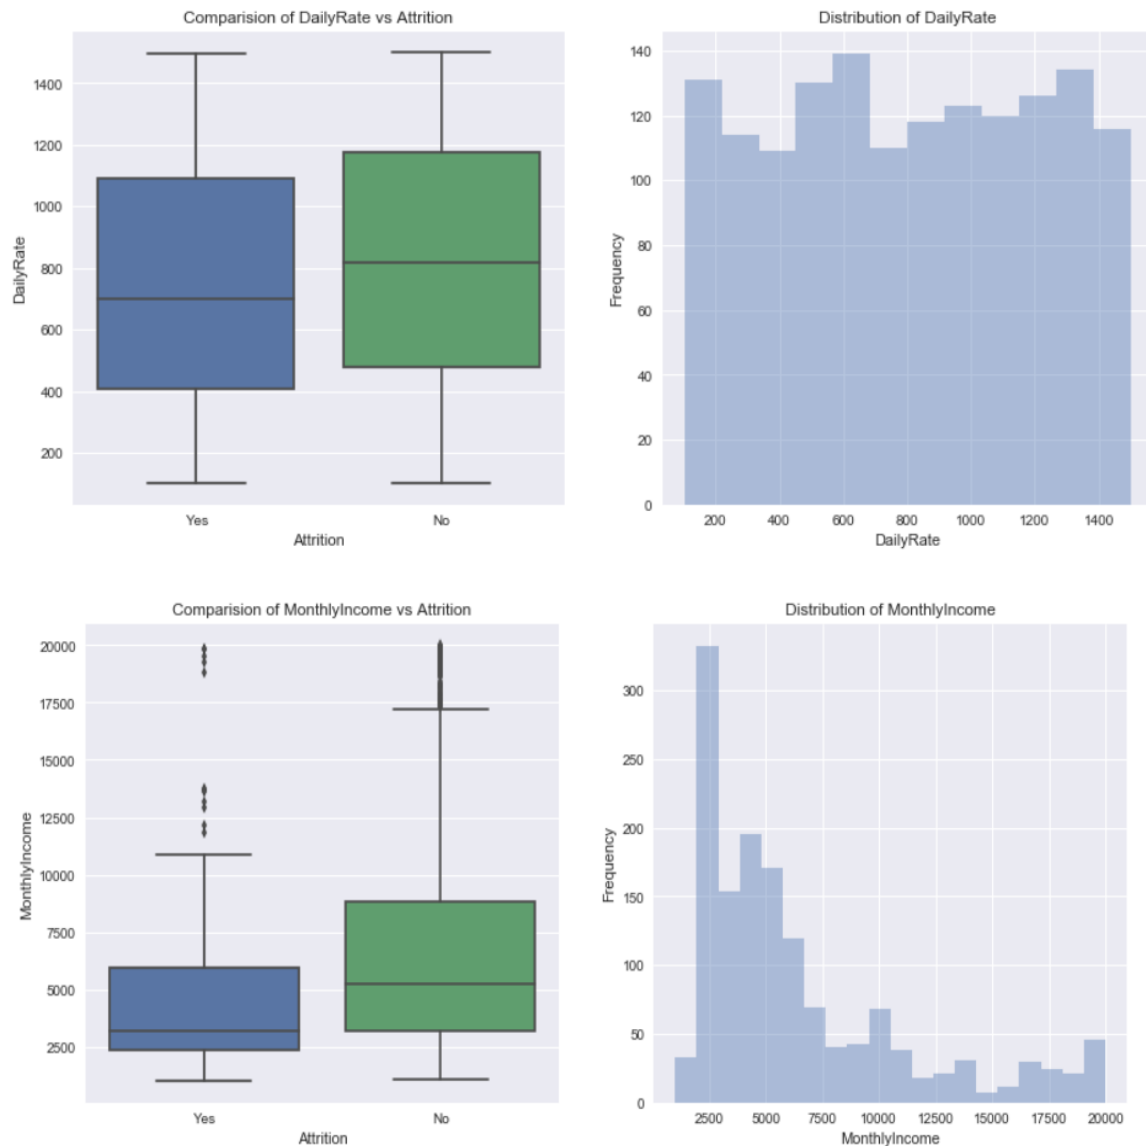 Comparision of DailyRate vs Attrition
DailyRate
1400
1200
1000
800
600
400
200
Yes No
Attrition
Distribution of DailyRate
Frequency
140
120
100
80
60
40
20
0
200 400 600 800 1000 1200 1400
DailyRate
Comparision of MonthlyIncome vs Attrition
MonthlyIncome
20000
17500
15000
12500
10000
7500
5000
2500
Yes No
Attrition
Distribution of MonthlyIncome
Frequency
300
250
200
150
100
50
0
2500 5000 7500 10000 12500 15000 17500 20000
MonthlyIncome